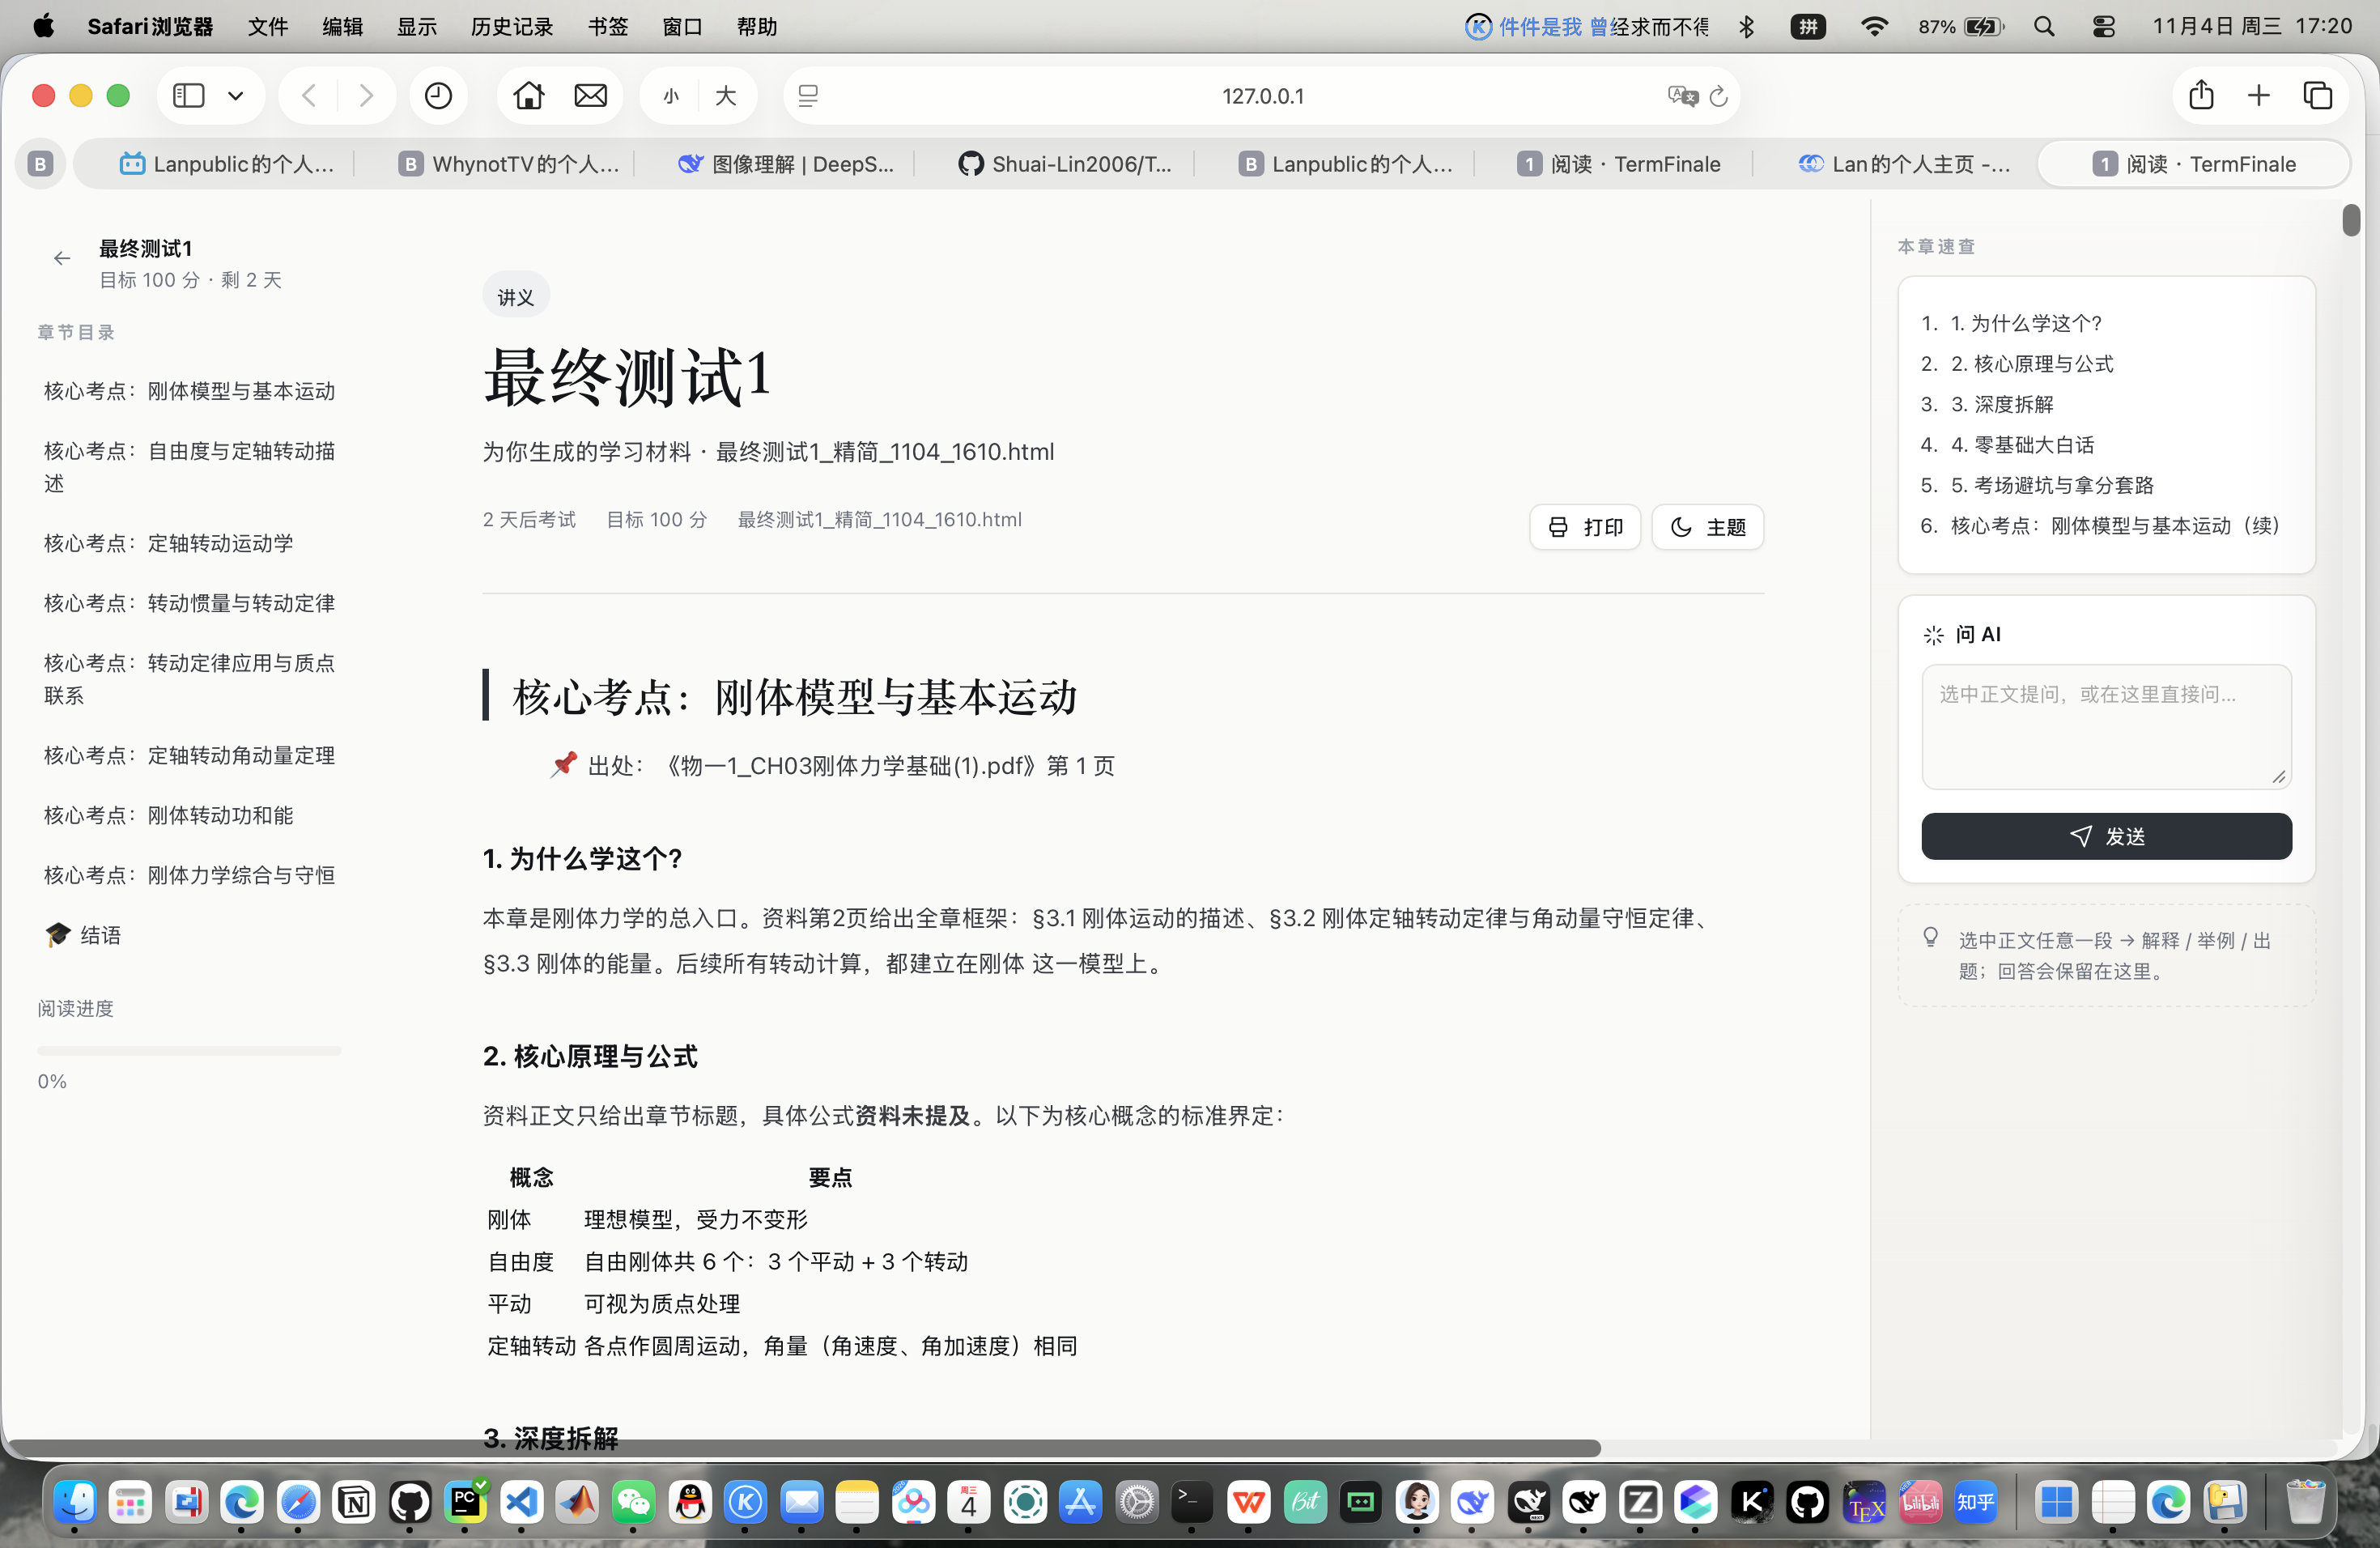 Safari浏览器 文件 编辑 显示 历史记录 书签 窗口 帮助
件件是我 曾经求而不得 拼 87% 11月4日 周三 17:20
小 大 127.0.0.1
B Lanpublic的个人... B WhynotTV的个人... 图像理解 | DeepS... Shuai-Lin2006/T... B Lanpublic的个人... 1 阅读 · TermFinale Lan的个人主页 -... 1 阅读 · TermFinale
最终测试1
目标 100 分 · 剩 2 天
章节目录
核心考点：刚体模型与基本运动
核心考点：自由度与定轴转动描
述
核心考点：定轴转动运动学
核心考点：转动惯量与转动定律
核心考点：转动定律应用与质点
联系
核心考点：定轴转动角动量定理
核心考点：刚体转动功和能
核心考点：刚体力学综合与守恒
🎓 结语
阅读进度
0%
讲义
最终测试1
为你生成的学习材料 · 最终测试1_精简_1104_1610.html
2 天后考试 目标 100 分 最终测试1_精简_1104_1610.html
打印 主题
核心考点：刚体模型与基本运动
📌 出处：《物一1_CH03刚体力学基础(1).pdf》第 1 页
1. 为什么学这个?
本章是刚体力学的总入口。资料第2页给出全章框架：§3.1 刚体运动的描述、§3.2 刚体定轴转动定律与角动量守恒定律、
§3.3 刚体的能量。后续所有转动计算，都建立在刚体 这一模型上。
2. 核心原理与公式
资料正文只给出章节标题，具体公式资料未提及。以下为核心概念的标准界定：
概念 要点
刚体 理想模型，受力不变形
自由度 自由刚体共 6 个：3 个平动 + 3 个转动
平动 可视为质点处理
定轴转动 各点作圆周运动，角量（角速度、角加速度）相同
3. 深度拆解
本章速查
1. 1. 为什么学这个?
2. 2. 核心原理与公式
3. 3. 深度拆解
4. 4. 零基础大白话
5. 5. 考场避坑与拿分套路
6. 核心考点：刚体模型与基本运动（续）
问 AI
选中正文提问，或在这里直接问...
发送
选中正文任意一段 → 解释 / 举例 / 出
题；回答会保留在这里。
PC 周三 4 Bit TEX bilibili 知乎